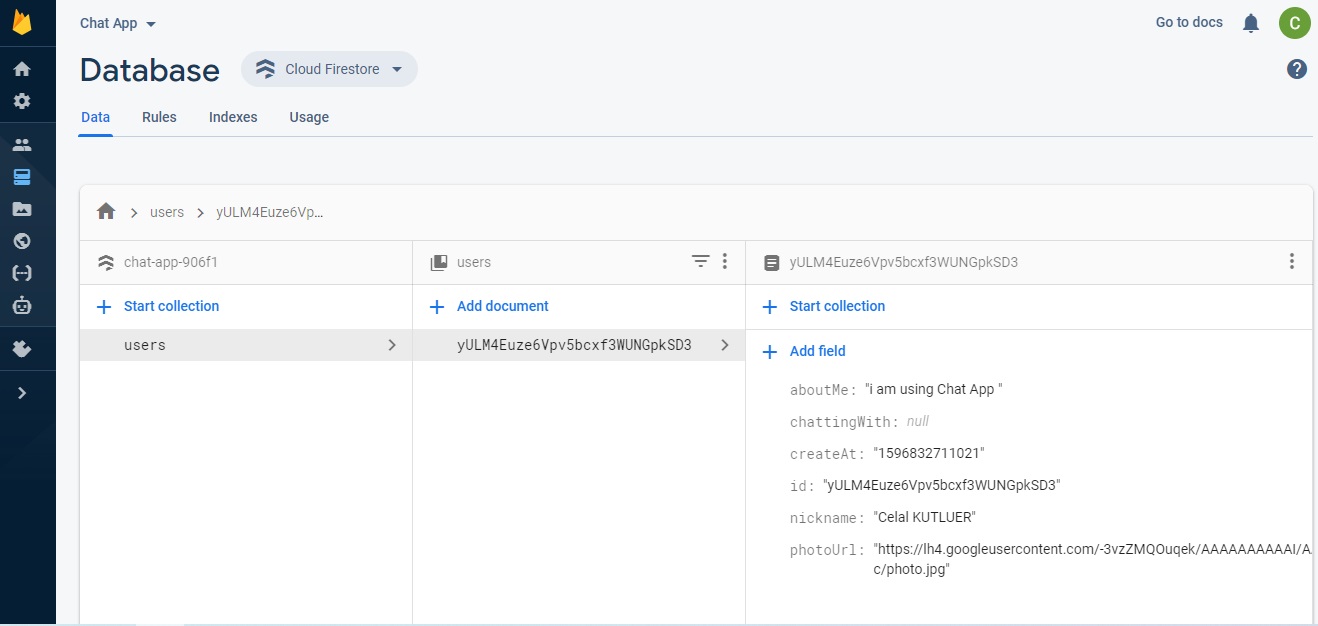 Chat App
Go to docs
C
Database
Cloud Firestore
?
Data Rules Indexes Usage
users yULM4Euze6Vp...
chat-app-906f1
users
yULM4Euze6Vpv5bcxf3WUNGpkSD3
Start collection
Add document
Start collection
users
yULM4Euze6Vpv5bcxf3WUNGpkSD3
Add field
aboutMe: "i am using Chat App "
chattingWith: null
createAt: "1596832711021"
id: "yULM4Euze6Vpv5bcxf3WUNGpkSD3"
nickname: "Celal KUTLUER"
photoUrl: "https://lh4.googleusercontent.com/-3vzZMQOuqek/AAAAAAAAAAI/A
c/photo.jpg"